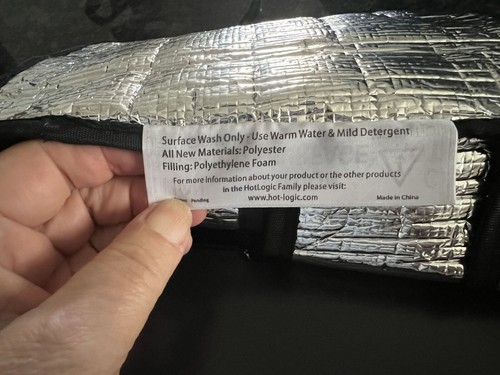 Surface Wash Only - Use Warm Water & Mild Detergent
All New Materials: Polyester
Filling: Polyethylene Foam
For more information about your product or the other products
in the HotLogic Family please visit:
Pending www.hot-logic.com Made in China